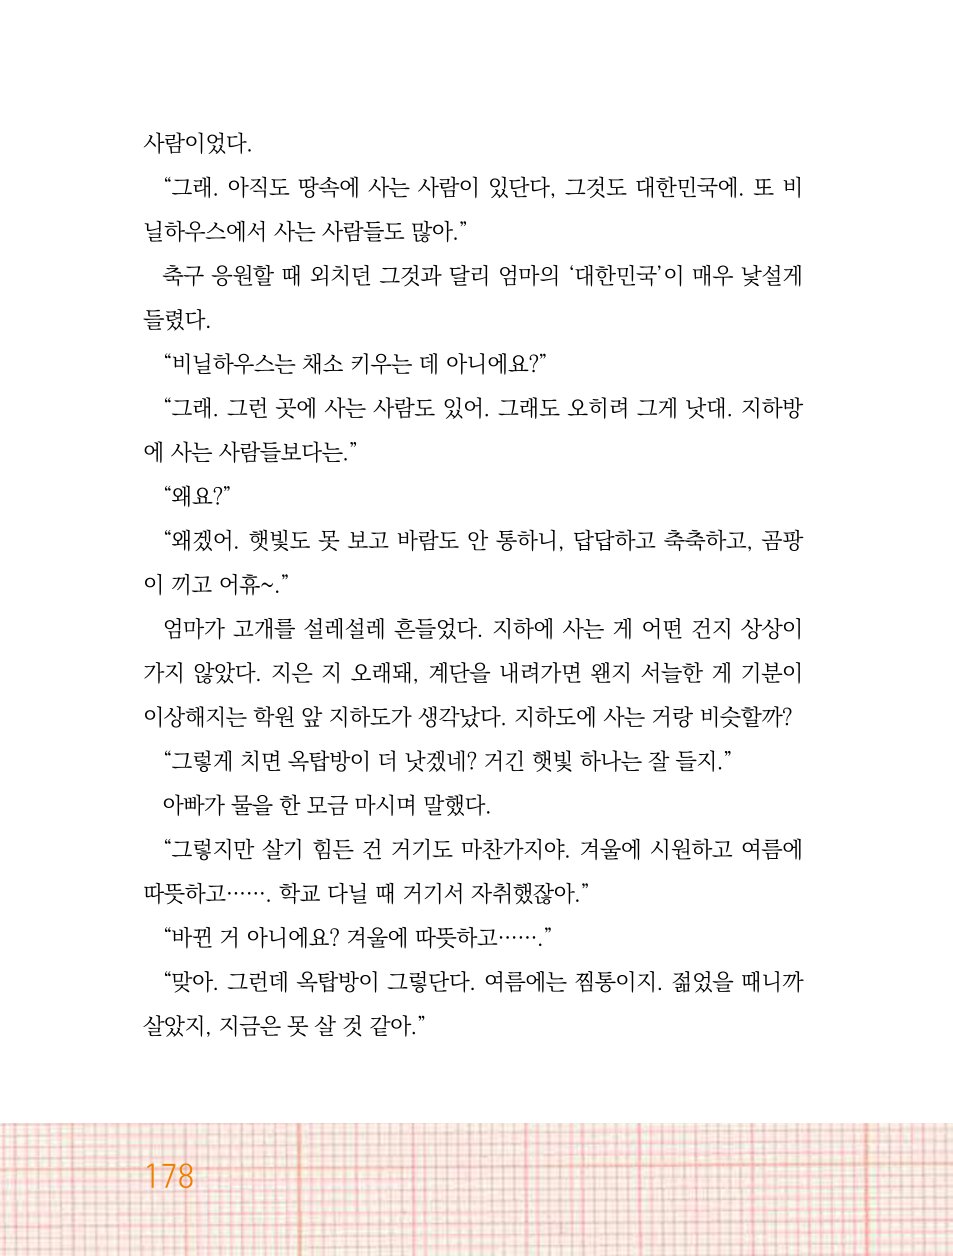 사람이었다.
“그래. 아직도 땅속에 사는 사람이 있단다, 그것도 대한민국에. 또 비
닐하우스에서 사는 사람들도 많아.”
축구 응원할 때 외치던 그것과 달리 엄마의 ‘대한민국’이 매우 낯설게
들렸다.
“비닐하우스는 채소 키우는 데 아니에요?”
“그래. 그런 곳에 사는 사람도 있어. 그래도 오히려 그게 낫대. 지하방
에 사는 사람들보다는.”
“왜요?”
“왜겠어. 햇빛도 못 보고 바람도 안 통하니, 답답하고 축축하고, 곰팡
이 끼고 어휴~.”
엄마가 고개를 설레설레 흔들었다. 지하에 사는 게 어떤 건지 상상이
가지 않았다. 지은 지 오래돼, 계단을 내려가면 왠지 서늘한 게 기분이
이상해지는 학원 앞 지하도가 생각났다. 지하도에 사는 거랑 비슷할까?
“그렇게 치면 옥탑방이 더 낫겠네? 거긴 햇빛 하나는 잘 들지.”
아빠가 물을 한 모금 마시며 말했다.
“그렇지만 살기 힘든 건 거기도 마찬가지야. 겨울에 시원하고 여름에
따뜻하고……. 학교 다닐 때 거기서 자취했잖아.”
“바뀐 거 아니에요? 겨울에 따뜻하고…….”
“맞아. 그런데 옥탑방이 그렇단다. 여름에는 찜통이지. 젊었을 때니까
살았지, 지금은 못 살 것 같아.”
178